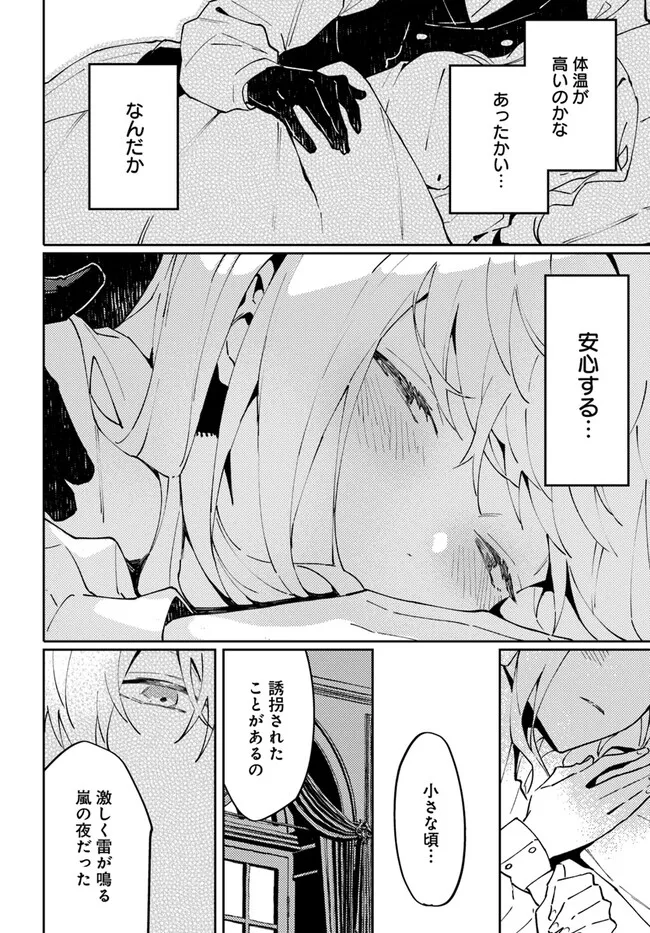 体温が
高いのかな
あったかい…
なんだか
安心する…
小さな頃…
誘拐された
ことがあるの
激しく雷が鳴る
嵐の夜だった